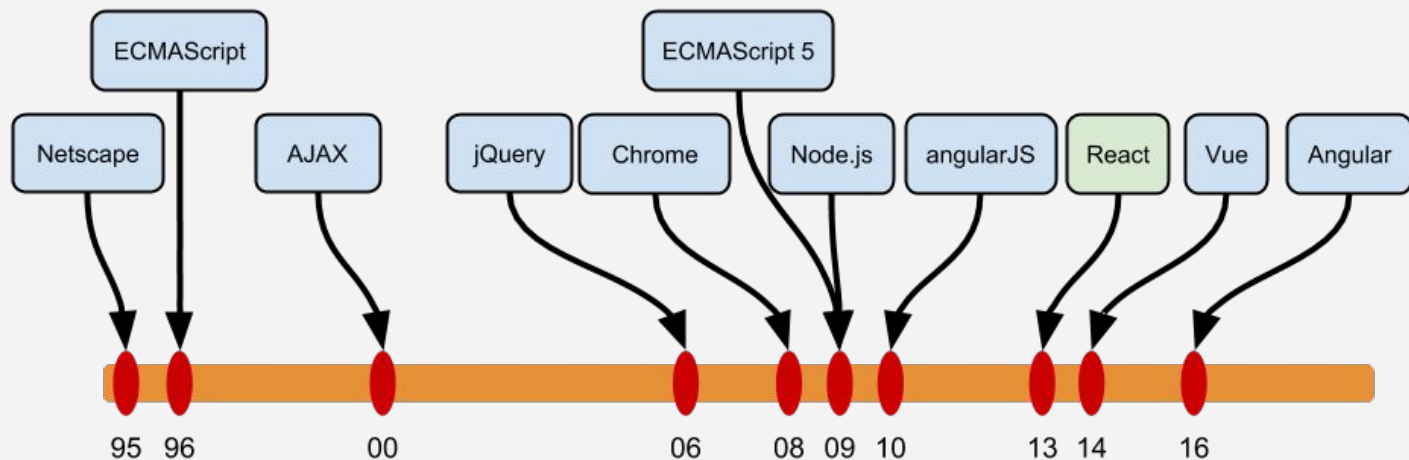 ECMAScript
ECMAScript 5
Netscape
AJAX
jQuery
Chrome
Node.js
angularJS
React
Vue
Angular
95
96
00
06
08
09
10
13
14
16